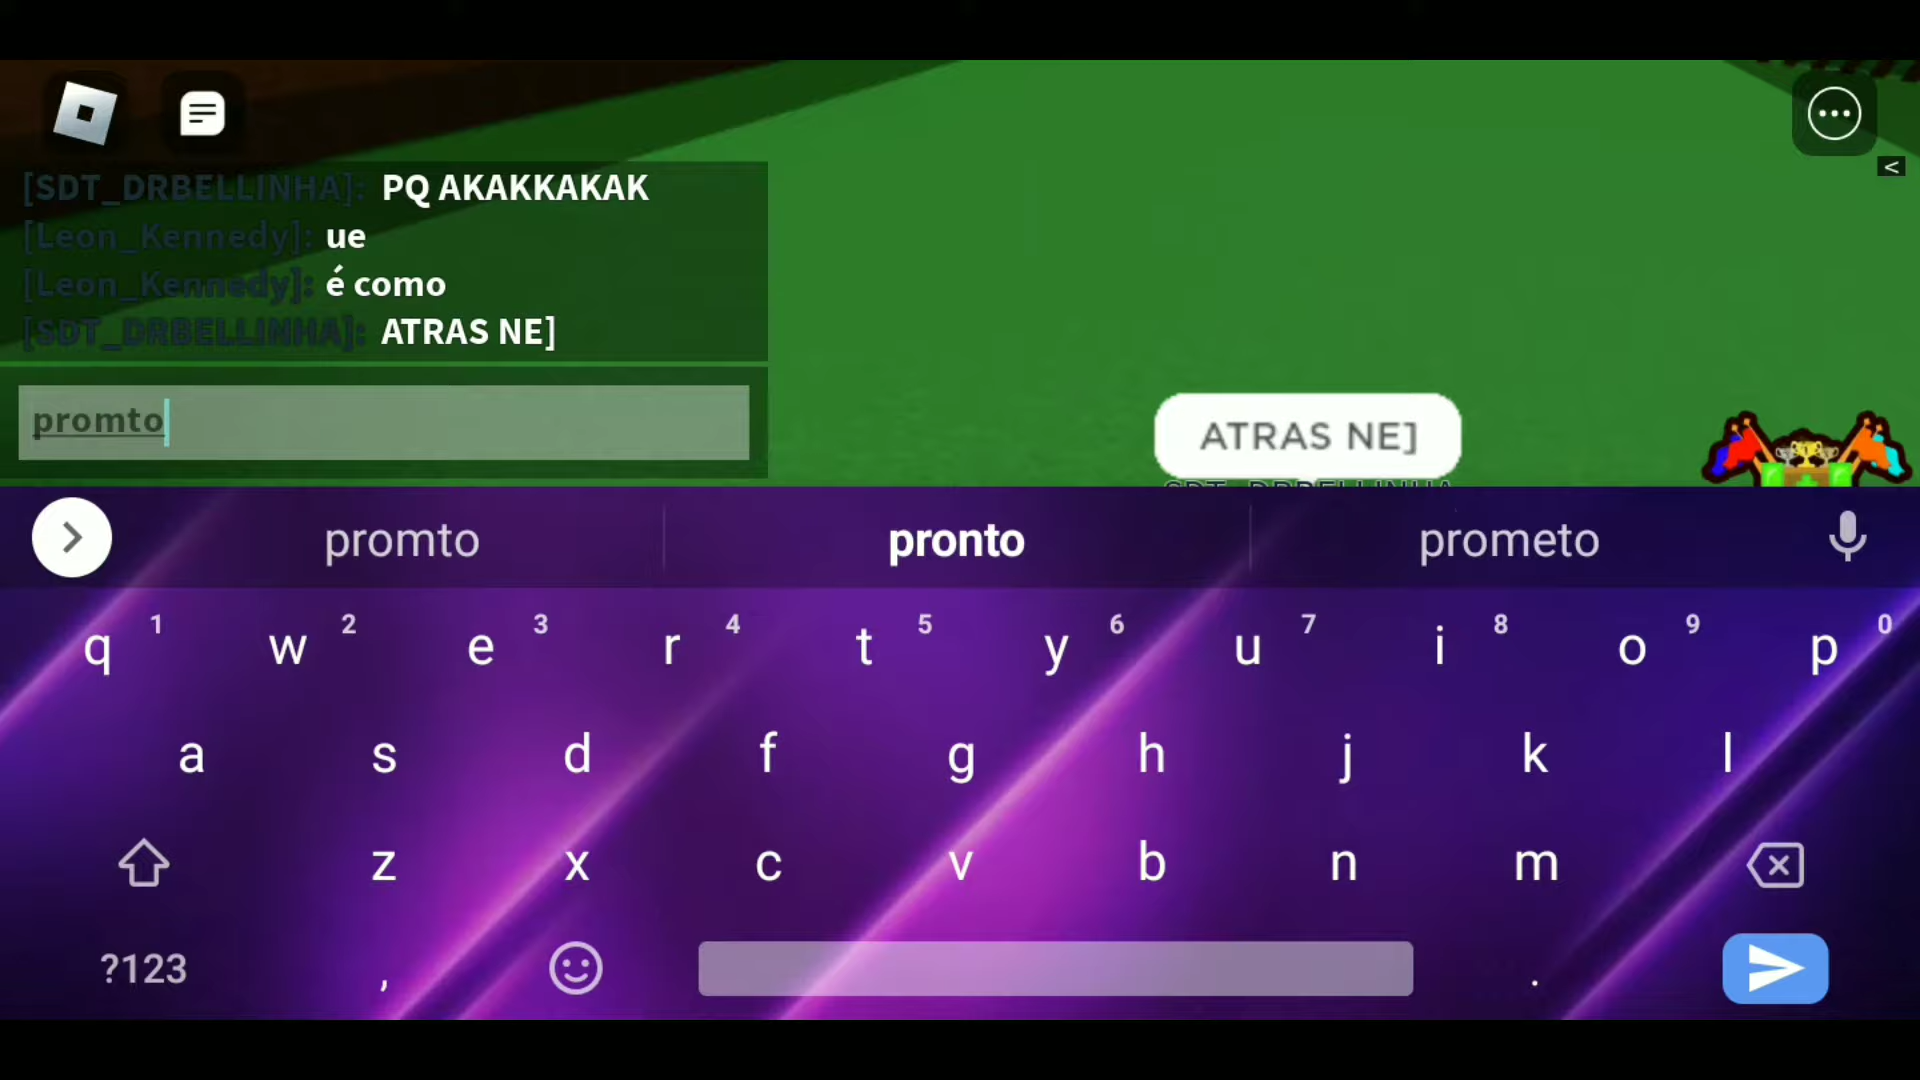 [SDT_DRBELLINHA]: PQ AKAKKAKAK
[Leon_Kennedy]: ue
[Leon_Kennedy]: é como
[SDT_DRBELLINHA]: ATRAS NE]
promto
ATRAS NE]
SDT_DRBELLINHA
<
promto pronto prometo
q 1 w 2 e 3 r 4 t 5 y 6 u 7 i 8 o 9 p 0
a s d f g h j k l
z x c v b n m
?123 , .